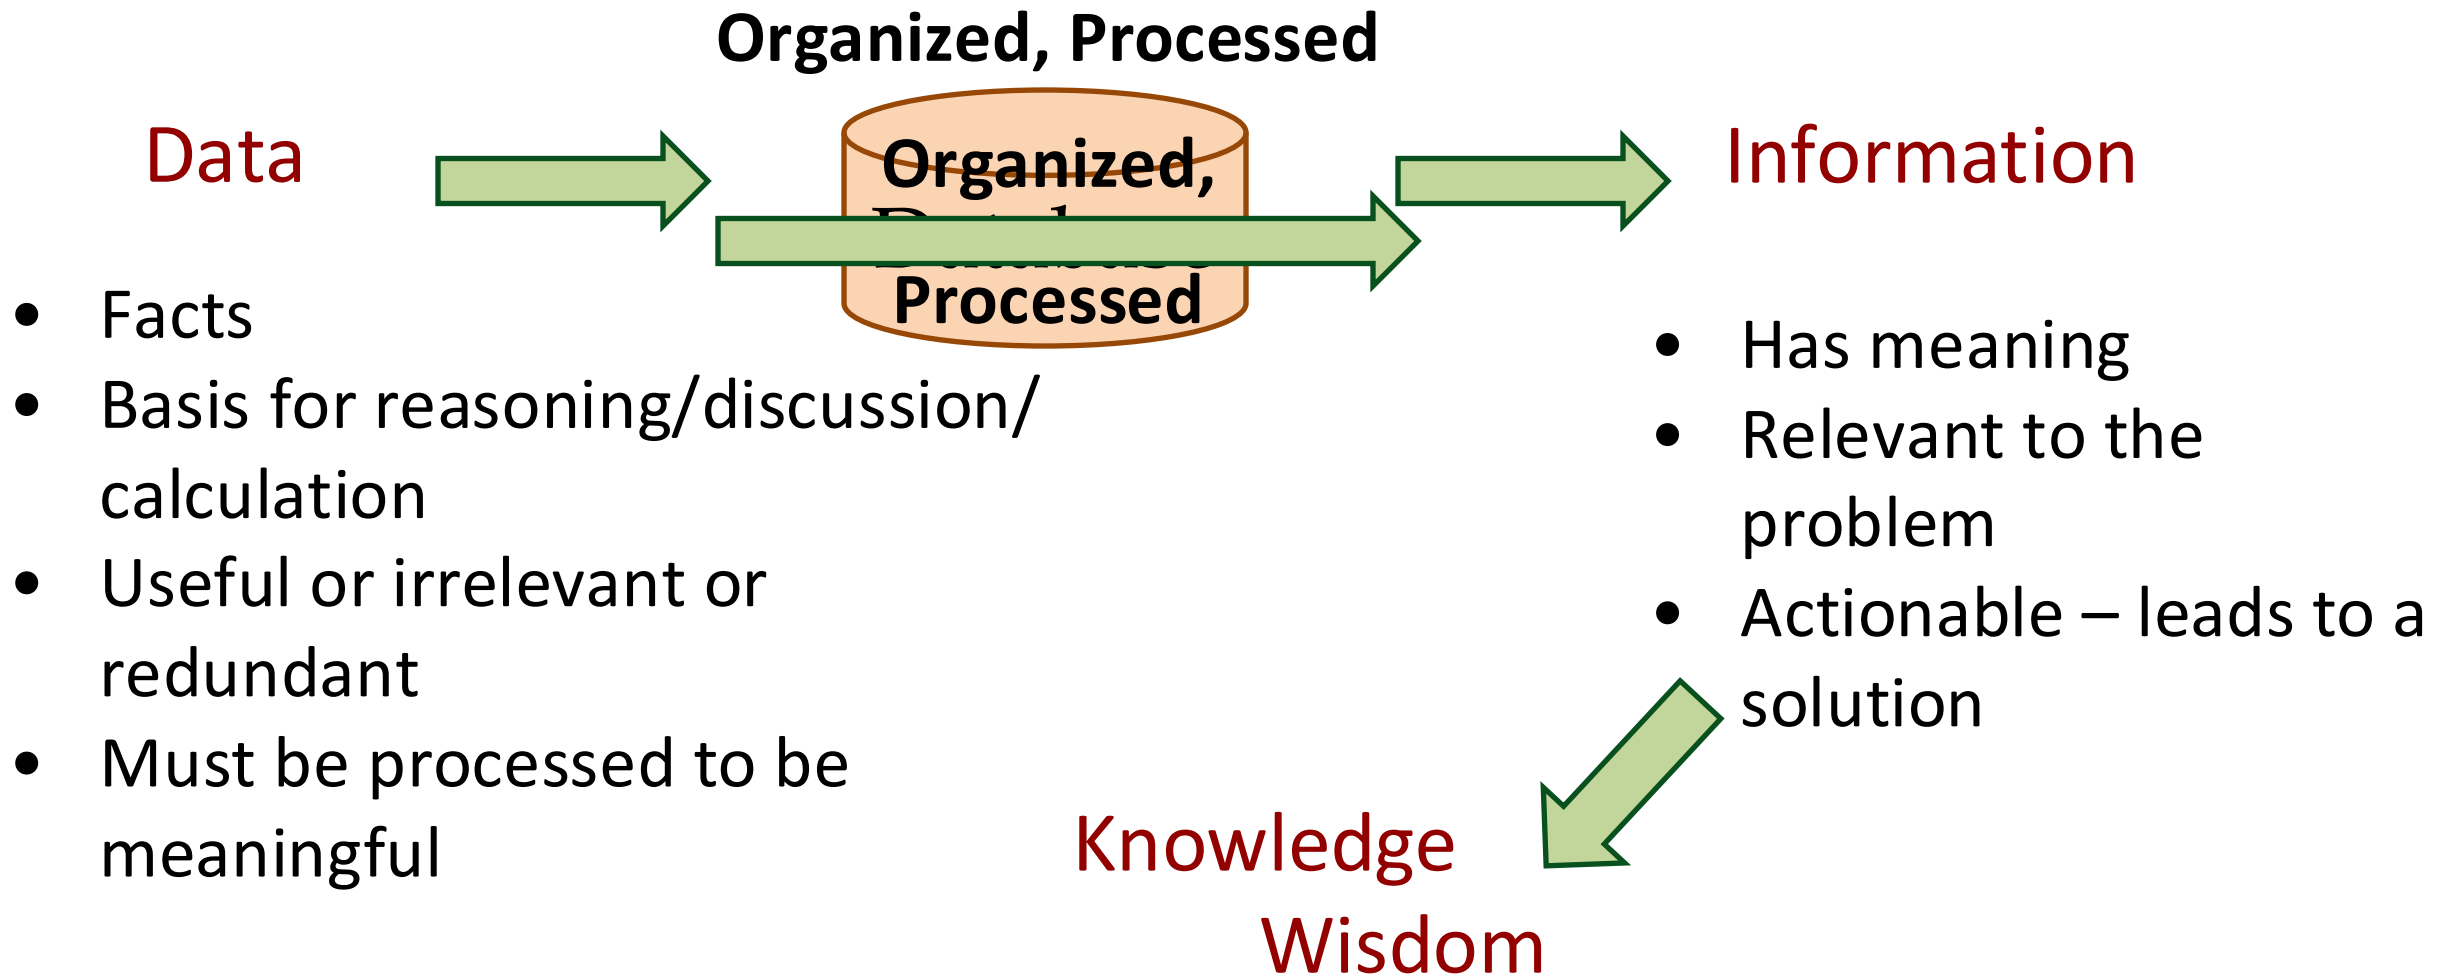 Organized, Processed
Data
Organized,
Processed
Information
• Facts
• Basis for reasoning/discussion/
calculation
• Useful or irrelevant or
redundant
• Must be processed to be
meaningful
• Has meaning
• Relevant to the
problem
• Actionable – leads to a
solution
Knowledge
Wisdom